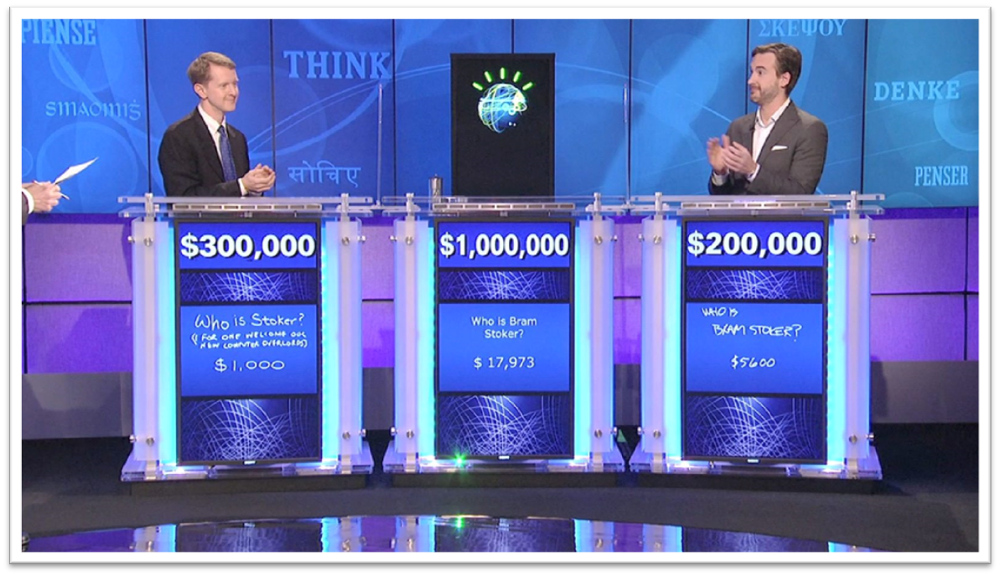 PIENSE
THINK
smaoiniġ
सोचिए
ΣΚΕΨΟΥ
DENKE
PENSER
$300,000
Who is Stoker?
(I FOR ONE WELCOME OUR
NEW COMPUTER OVERLORDS)
$1,000
$1,000,000
Who is Bram
Stoker?
$ 17,973
$200,000
WHO IS
BRAM STOKER?
$5600